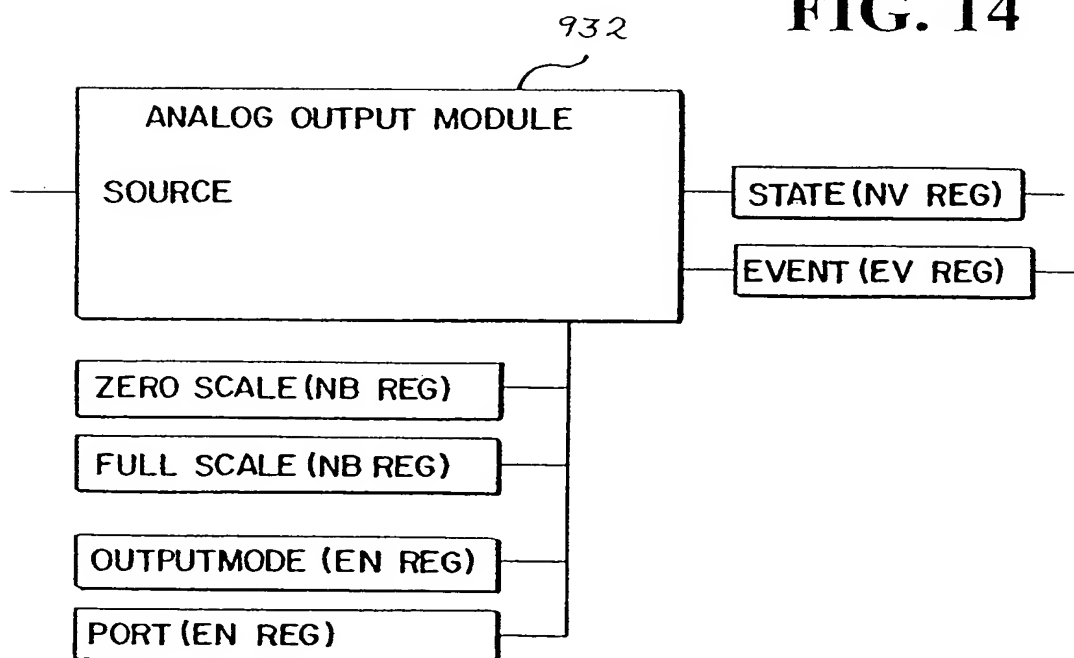 FIG. 14
932
ANALOG OUTPUT MODULE
SOURCE
STATE (NV REG)
EVENT (EV REG)
ZERO SCALE (NB REG)
FULL SCALE (NB REG)
OUTPUTMODE (EN REG)
PORT (EN REG)